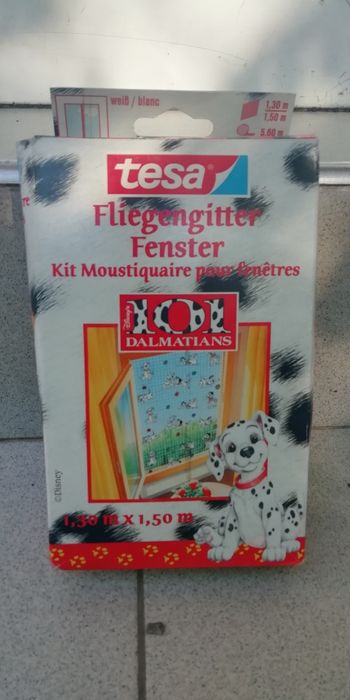 weiß / blanc
1,30 m
1,50 m
5,60 m
tesa
Fliegengitter
Fenster
Kit Moustiquaire pour fenêtres
Disney's
101
DALMATIANS
©Disney
1,30 m x 1,50 m